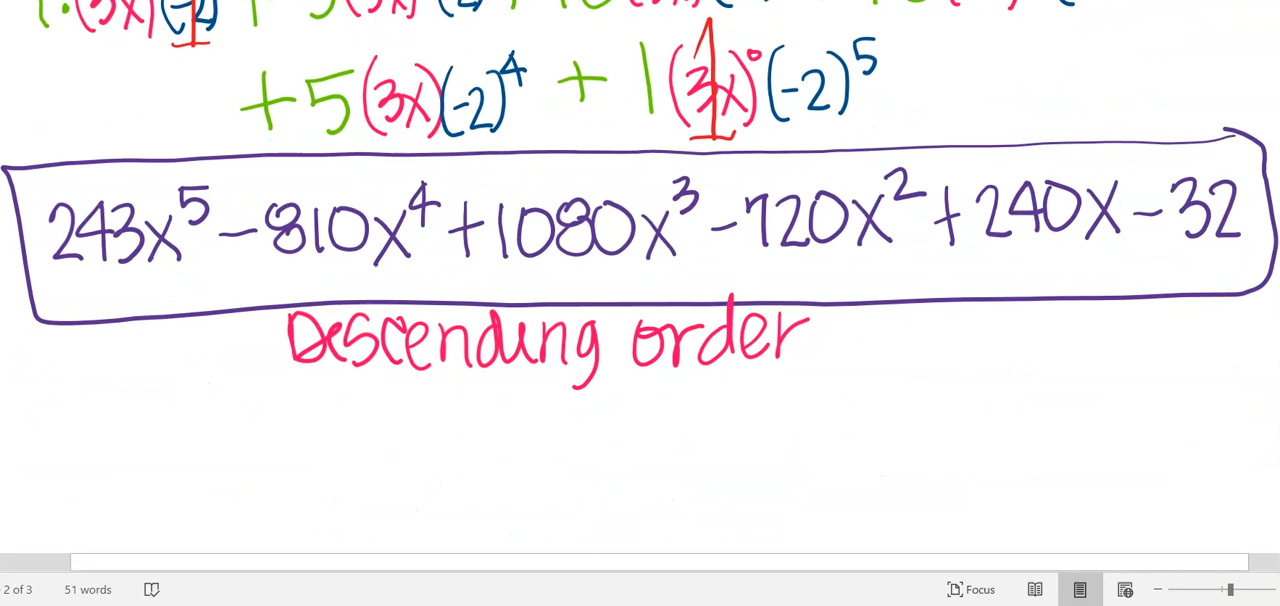 +5(3x)(-2)⁴ + 1(3x)⁰(-2)⁵
1
243x⁵ - 810x⁴ + 1080x³ - 720x² + 240x - 32
Descending order
2 of 3 51 words Focus